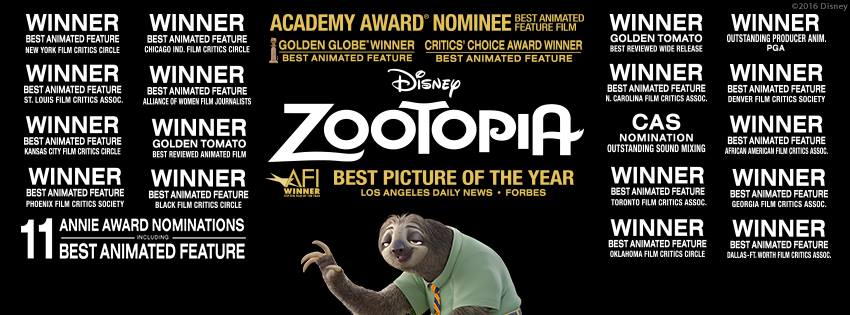 ©2016 Disney
WINNER
BEST ANIMATED FEATURE
NEW YORK FILM CRITICS CIRCLE
WINNER
BEST ANIMATED FEATURE
CHICAGO IND. FILM CRITICS CIRCLE
WINNER
BEST ANIMATED FEATURE
ST. LOUIS FILM CRITICS ASSOC.
WINNER
BEST ANIMATED FEATURE
ALLIANCE OF WOMEN FILM JOURNALISTS
WINNER
BEST ANIMATED FEATURE
KANSAS CITY FILM CRITICS CIRCLE
WINNER
GOLDEN TOMATO
BEST REVIEWED ANIMATED FILM
WINNER
BEST ANIMATED FEATURE
PHOENIX FILM CRITICS SOCIETY
WINNER
BEST ANIMATED FEATURE
BLACK FILM CRITICS CIRCLE
11 ANNIE AWARD NOMINATIONS
INCLUDING
BEST ANIMATED FEATURE
ACADEMY AWARD® NOMINEE BEST ANIMATED FEATURE FILM
GOLDEN GLOBE® WINNER
BEST ANIMATED FEATURE
CRITICS' CHOICE AWARD WINNER
BEST ANIMATED FEATURE
Disney
ZOOTOPIA
AFI
WINNER
BEST PICTURE OF THE YEAR
LOS ANGELES DAILY NEWS • FORBES
WINNER
GOLDEN TOMATO
BEST REVIEWED WIDE RELEASE
WINNER
OUTSTANDING PRODUCER ANIM.
PGA
WINNER
BEST ANIMATED FEATURE
N. CAROLINA FILM CRITICS ASSOC.
WINNER
BEST ANIMATED FEATURE
DENVER FILM CRITICS SOCIETY
CAS
NOMINATION
OUTSTANDING SOUND MIXING
WINNER
BEST ANIMATED FEATURE
AFRICAN AMERICAN FILM CRITICS ASSOC.
WINNER
BEST ANIMATED FEATURE
TORONTO FILM CRITICS ASSOC.
WINNER
BEST ANIMATED FEATURE
GEORGIA FILM CRITICS ASSOC.
WINNER
BEST ANIMATED FEATURE
OKLAHOMA FILM CRITICS CIRCLE
WINNER
BEST ANIMATED FEATURE
DALLAS-FT. WORTH FILM CRITICS ASSOC.